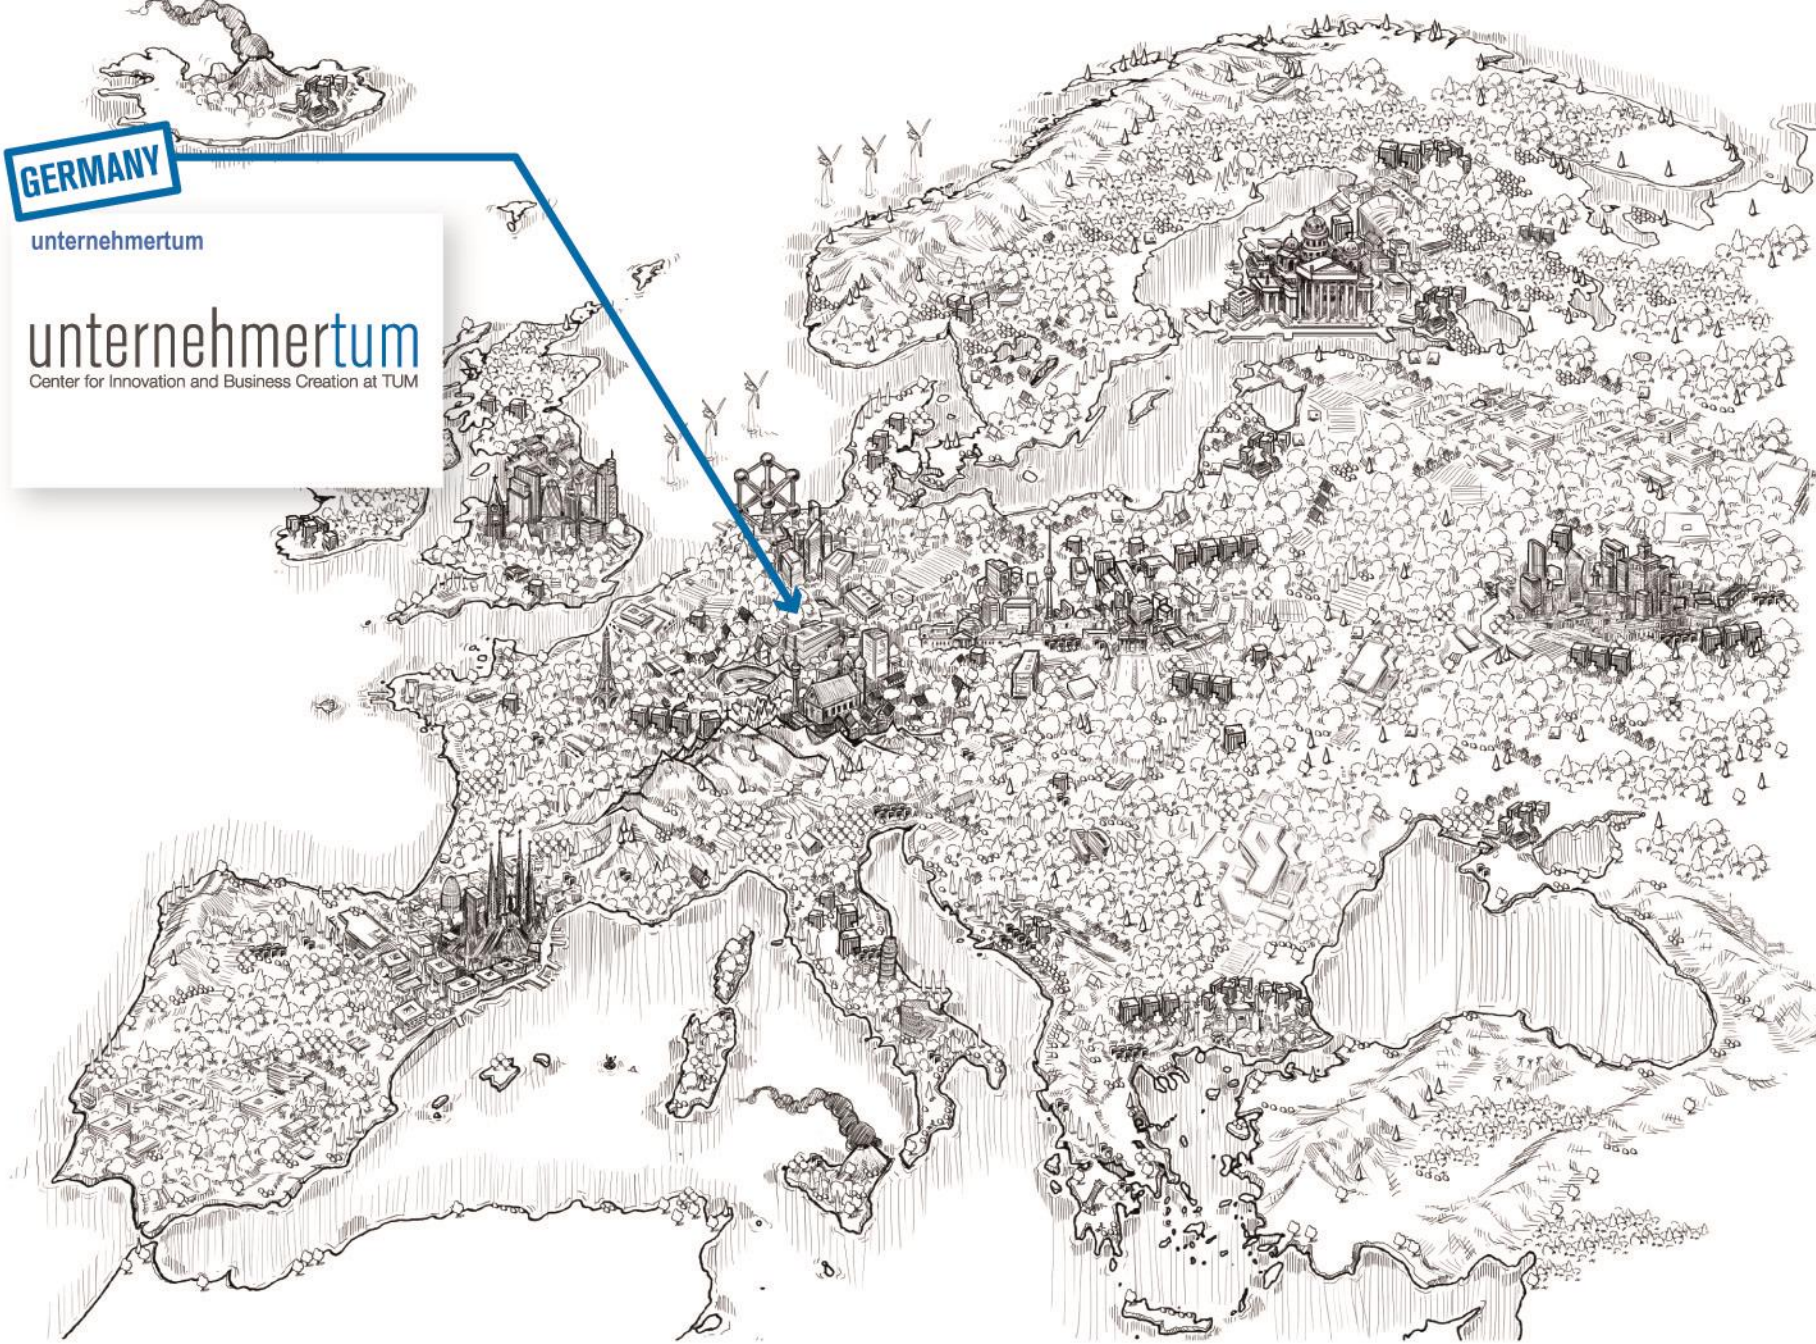 GERMANY
unternehmertum
unternehmertum
Center for Innovation and Business Creation at TUM